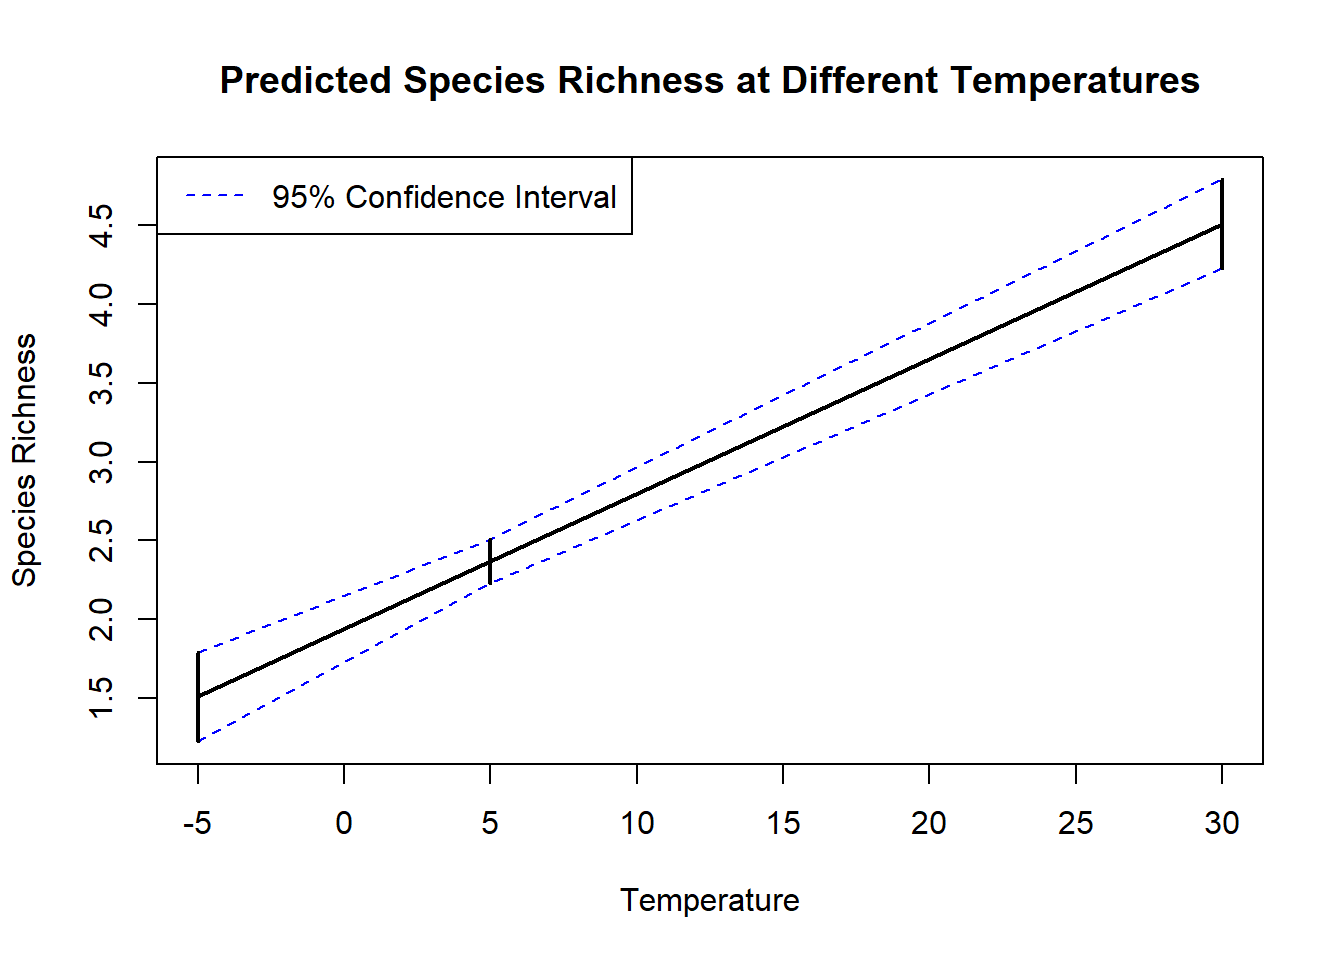 Predicted Species Richness at Different Temperatures
95% Confidence Interval
Species Richness
4.5
4.0
3.5
3.0
2.5
2.0
1.5
-5 0 5 10 15 20 25 30
Temperature